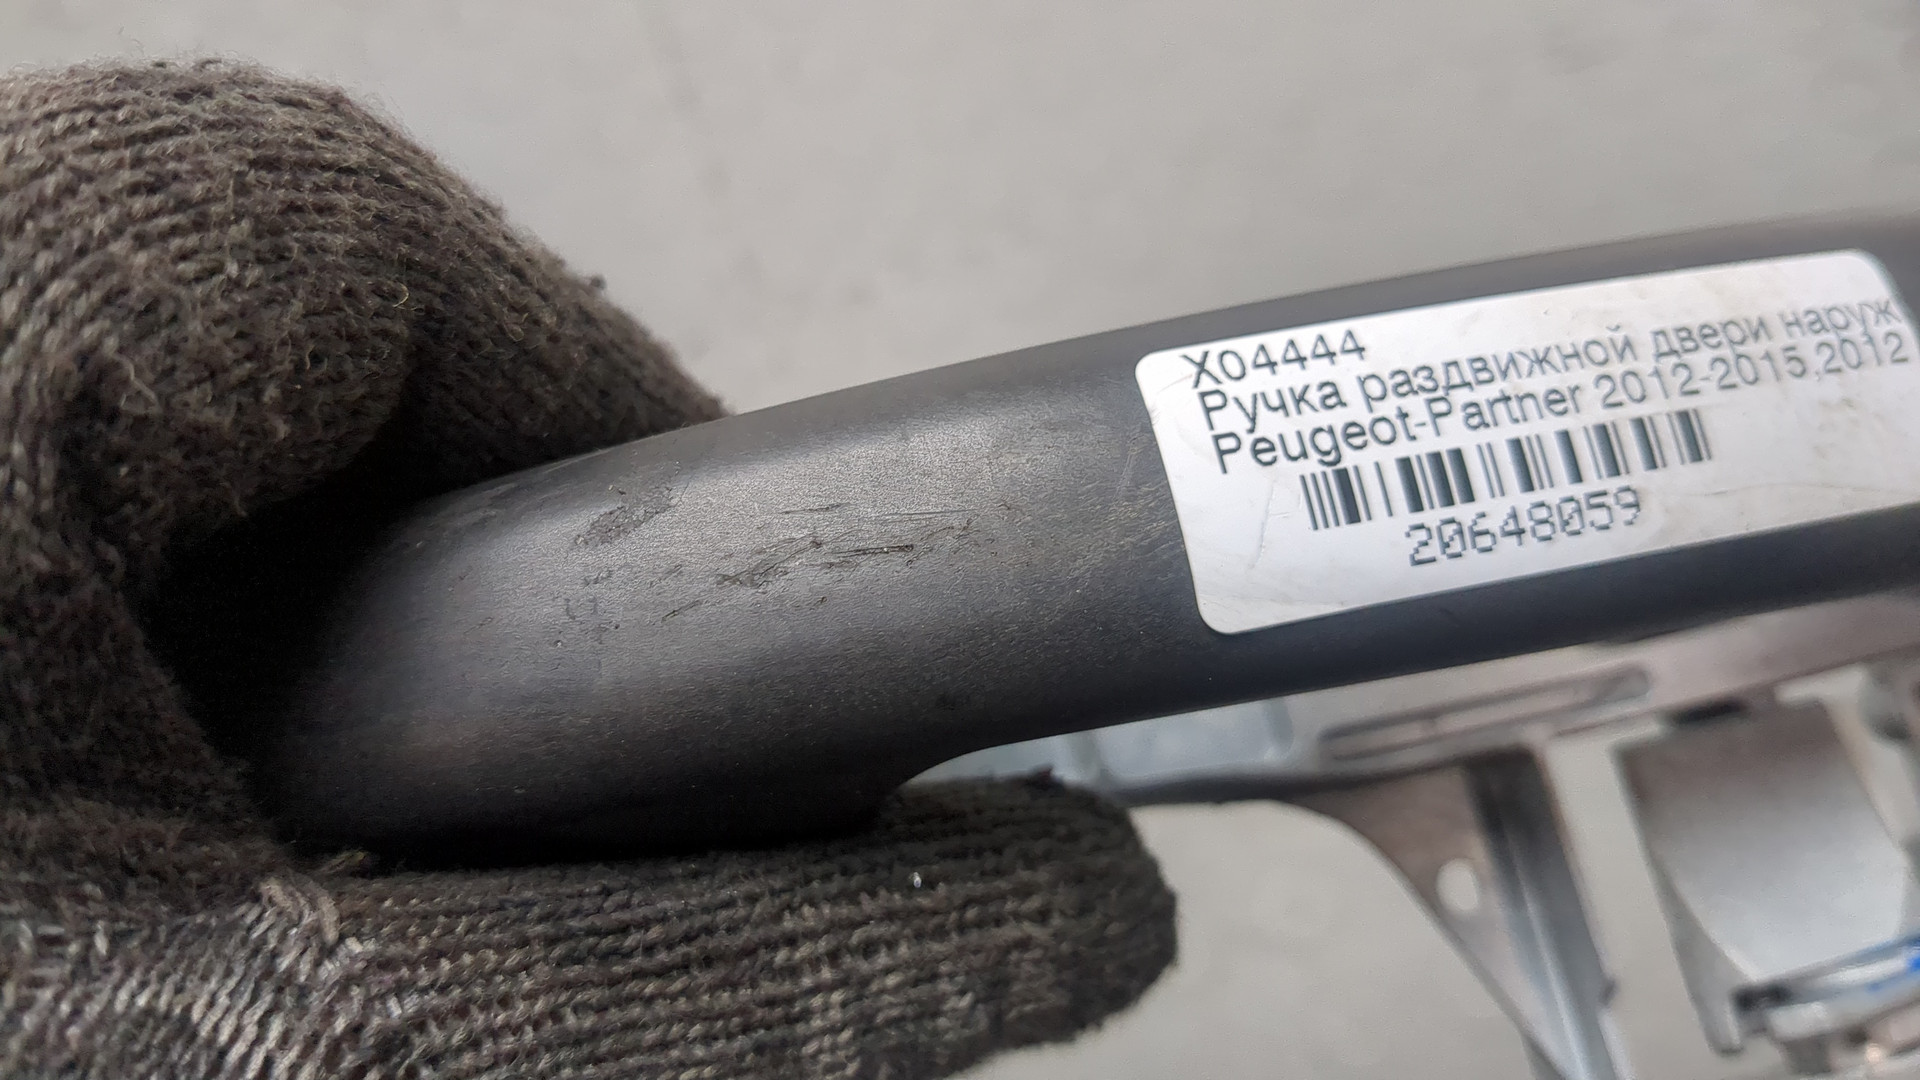 X04444
Ручка раздвижной двери наруж
Peugeot-Partner 2012-2015,2012
20648059